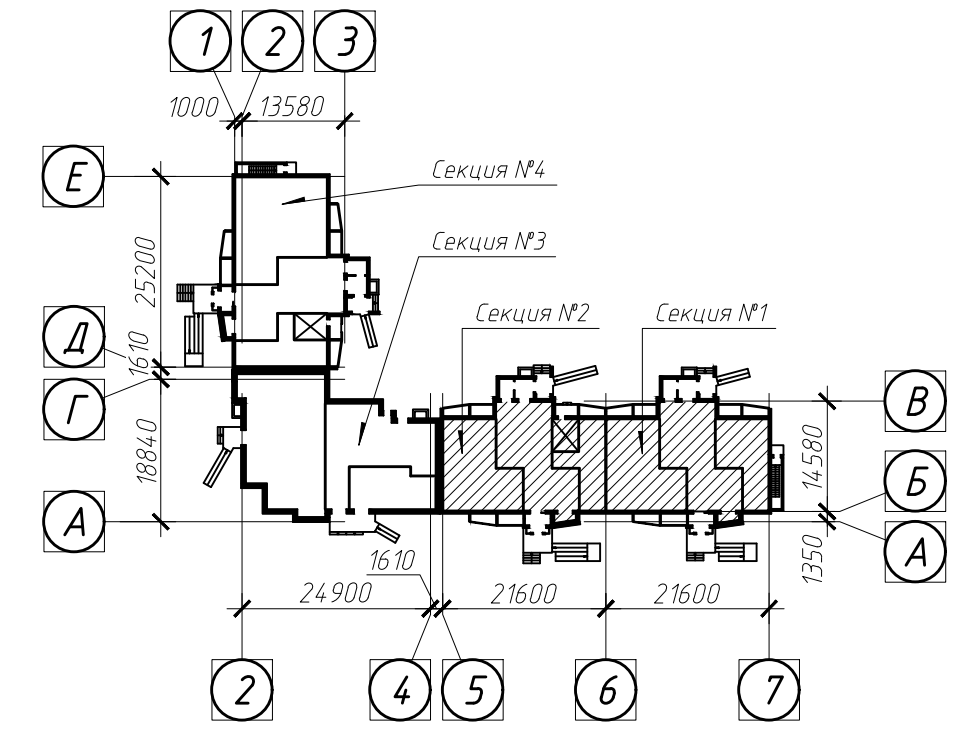 1 2 3
1000 13580
Е
Секция №4
25200
Секция №3
Д
1610
Секция №2 Секция №1
Г
В
18840
14580
Б
А
1350
А
1610
24900 21600 21600
2 4 5 6 7